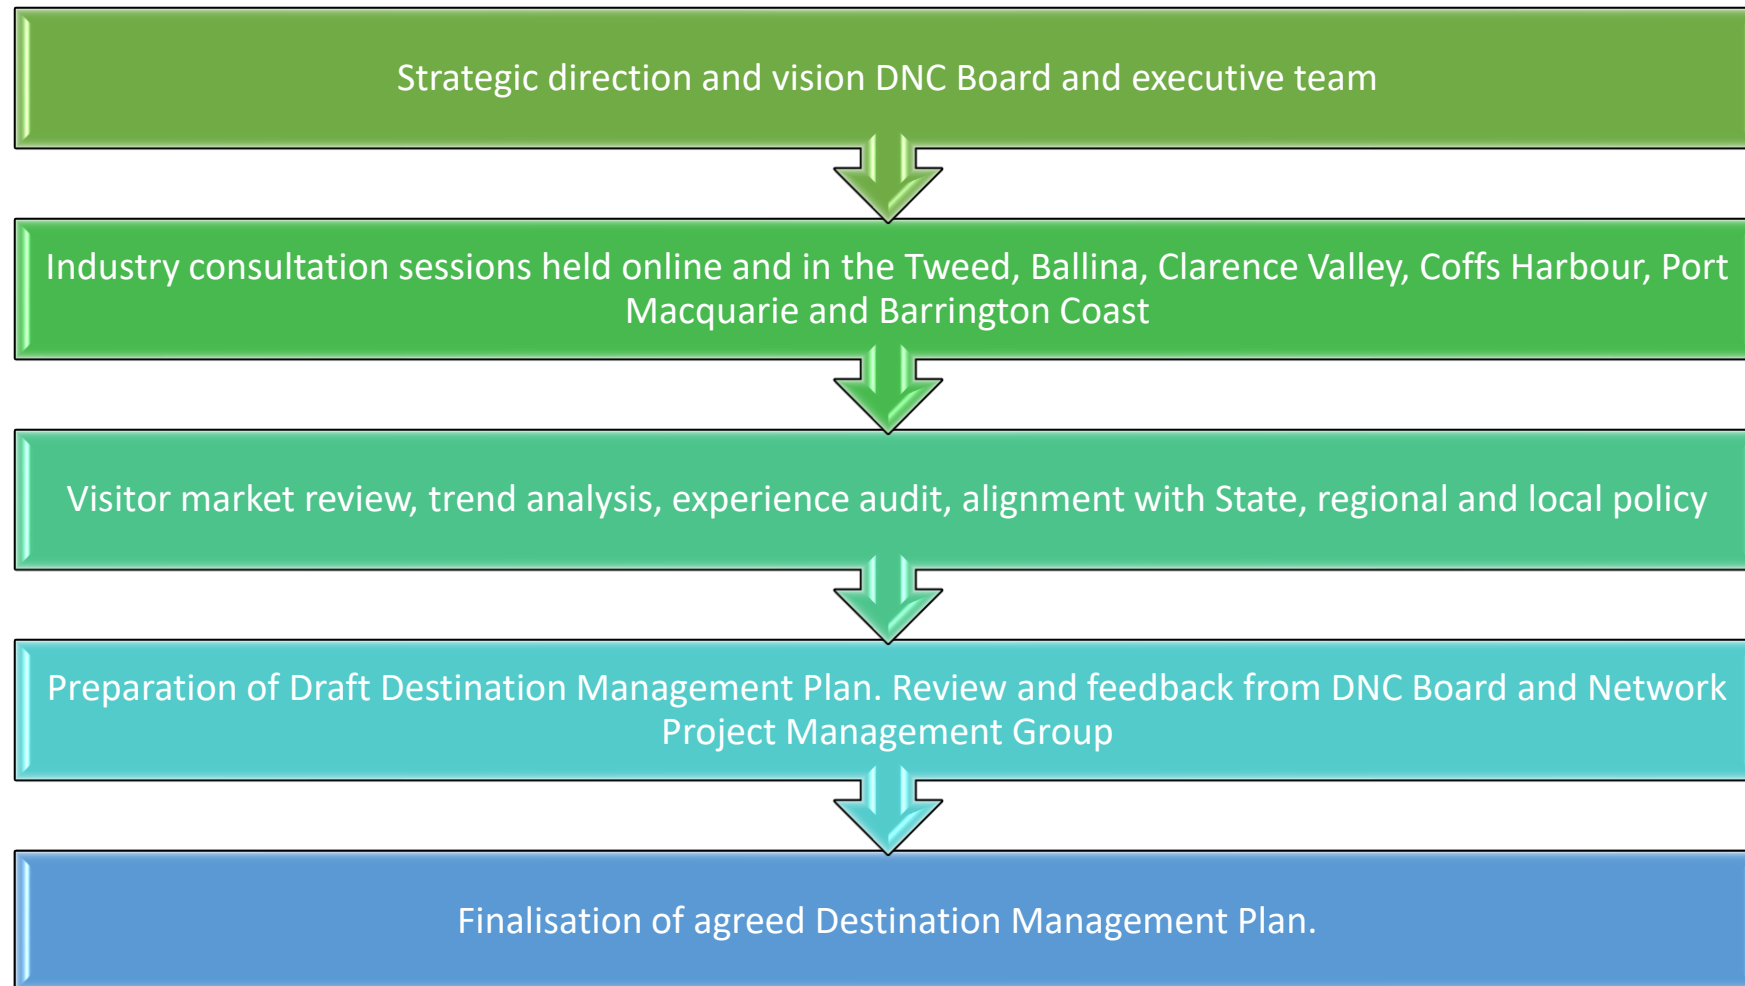 Strategic direction and vision DNC Board and executive team
Industry consultation sessions held online and in the Tweed, Ballina, Clarence Valley, Coffs Harbour, Port
Macquarie and Barrington Coast
Visitor market review, trend analysis, experience audit, alignment with State, regional and local policy
Preparation of Draft Destination Management Plan. Review and feedback from DNC Board and Network
Project Management Group
Finalisation of agreed Destination Management Plan.